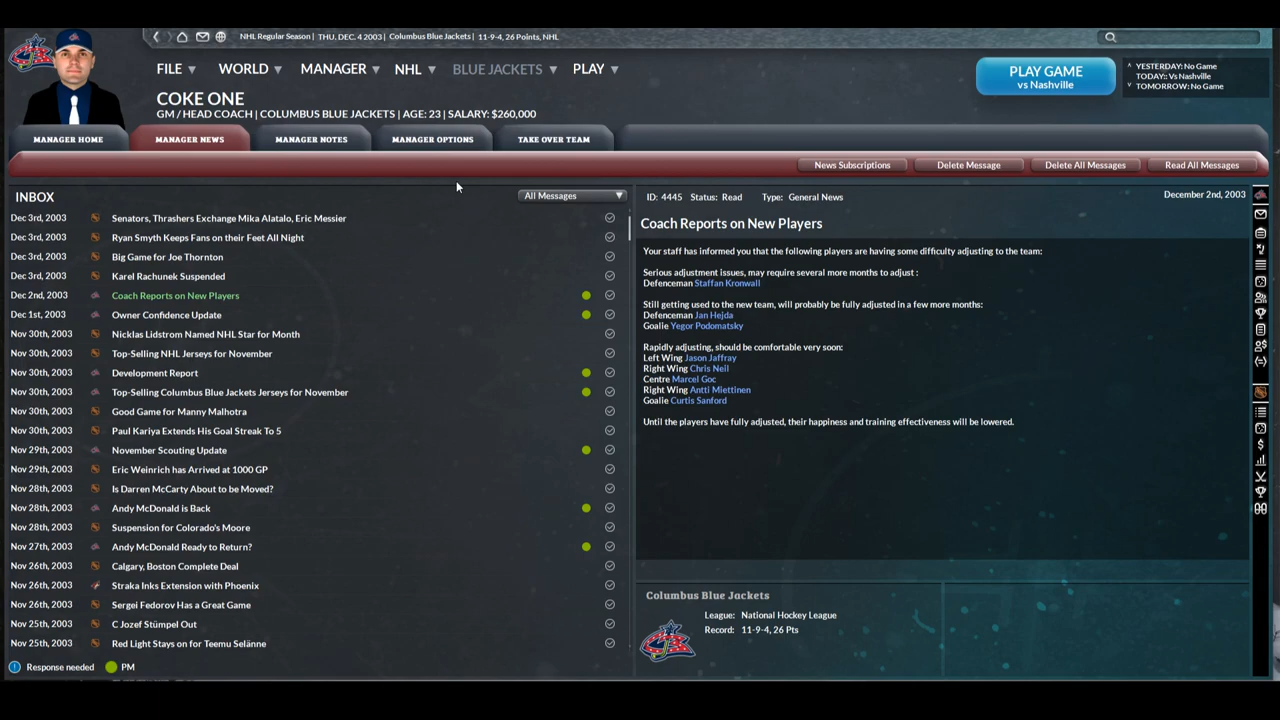 NHL Regular Season | THU. DEC. 4 2003 | Columbus Blue Jackets | 11-9-4, 26 Points, NHL
FILE WORLD MANAGER NHL BLUE JACKETS PLAY
PLAY GAME
vs Nashville
YESTERDAY: No Game
TODAY:: Vs Nashville
TOMORROW: No Game
COKE ONE
GM / HEAD COACH | COLUMBUS BLUE JACKETS | AGE: 23 | SALARY: $260,000
MANAGER HOME MANAGER NEWS MANAGER NOTES MANAGER OPTIONS TAKE OVER TEAM
News Subscriptions Delete Message Delete All Messages Read All Messages
INBOX All Messages
Dec 3rd, 2003 Senators, Thrashers Exchange Mika Alatalo, Eric Messier
Dec 3rd, 2003 Ryan Smyth Keeps Fans on their Feet All Night
Dec 3rd, 2003 Big Game for Joe Thornton
Dec 3rd, 2003 Karel Rachunek Suspended
Dec 2nd, 2003 Coach Reports on New Players
Dec 1st, 2003 Owner Confidence Update
Nov 30th, 2003 Nicklas Lidstrom Named NHL Star for Month
Nov 30th, 2003 Top-Selling NHL Jerseys for November
Nov 30th, 2003 Development Report
Nov 30th, 2003 Top-Selling Columbus Blue Jackets Jerseys for November
Nov 30th, 2003 Good Game for Manny Malhotra
Nov 30th, 2003 Paul Kariya Extends His Goal Streak To 5
Nov 29th, 2003 November Scouting Update
Nov 29th, 2003 Eric Weinrich has Arrived at 1000 GP
Nov 28th, 2003 Is Darren McCarty About to be Moved?
Nov 28th, 2003 Andy McDonald is Back
Nov 28th, 2003 Suspension for Colorado's Moore
Nov 27th, 2003 Andy McDonald Ready to Return?
Nov 26th, 2003 Calgary, Boston Complete Deal
Nov 26th, 2003 Straka Inks Extension with Phoenix
Nov 26th, 2003 Sergei Fedorov Has a Great Game
Nov 25th, 2003 C Jozef Stümpel Out
Nov 25th, 2003 Red Light Stays on for Teemu Selänne
Response needed PM
ID: 4445 Status: Read Type: General News December 2nd, 2003
Coach Reports on New Players
Your staff has informed you that the following players are having some difficulty adjusting to the team:
Serious adjustment issues, may require several more months to adjust :
Defenceman Staffan Kronwall
Still getting used to the new team, will probably be fully adjusted in a few more months:
Defenceman Jan Hejda
Goalie Yegor Podomatsky
Rapidly adjusting, should be comfortable very soon:
Left Wing Jason Jaffray
Right Wing Chris Neil
Centre Marcel Goc
Right Wing Antti Miettinen
Goalie Curtis Sanford
Until the players have fully adjusted, their happiness and training effectiveness will be lowered.
Columbus Blue Jackets
League: National Hockey League
Record: 11-9-4, 26 Pts